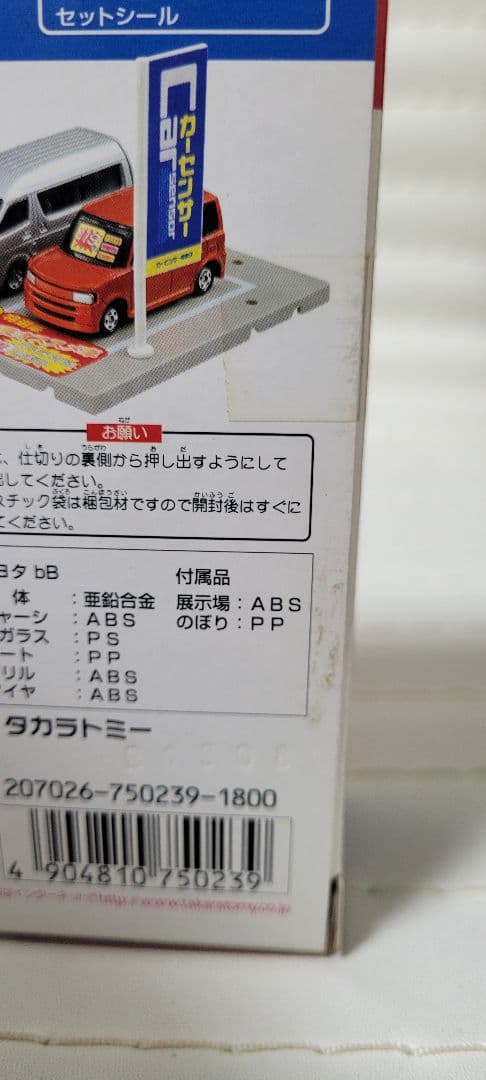 セットシール
カーセンサー
Car
sensor
お願い
、仕切りの裏側から押し出すようにして
出してください。
スチック袋は梱包材ですので開封後はすぐに
てください。
ヨタ bB
体 :亜鉛合金
ャーシ :ABS
ガラス :PS
ート :PP
リル :ABS
イヤ :ABS
付属品
展示場:ABS
のぼり:PP
タカラトミー
207026-750239-1800
4 904810 750239